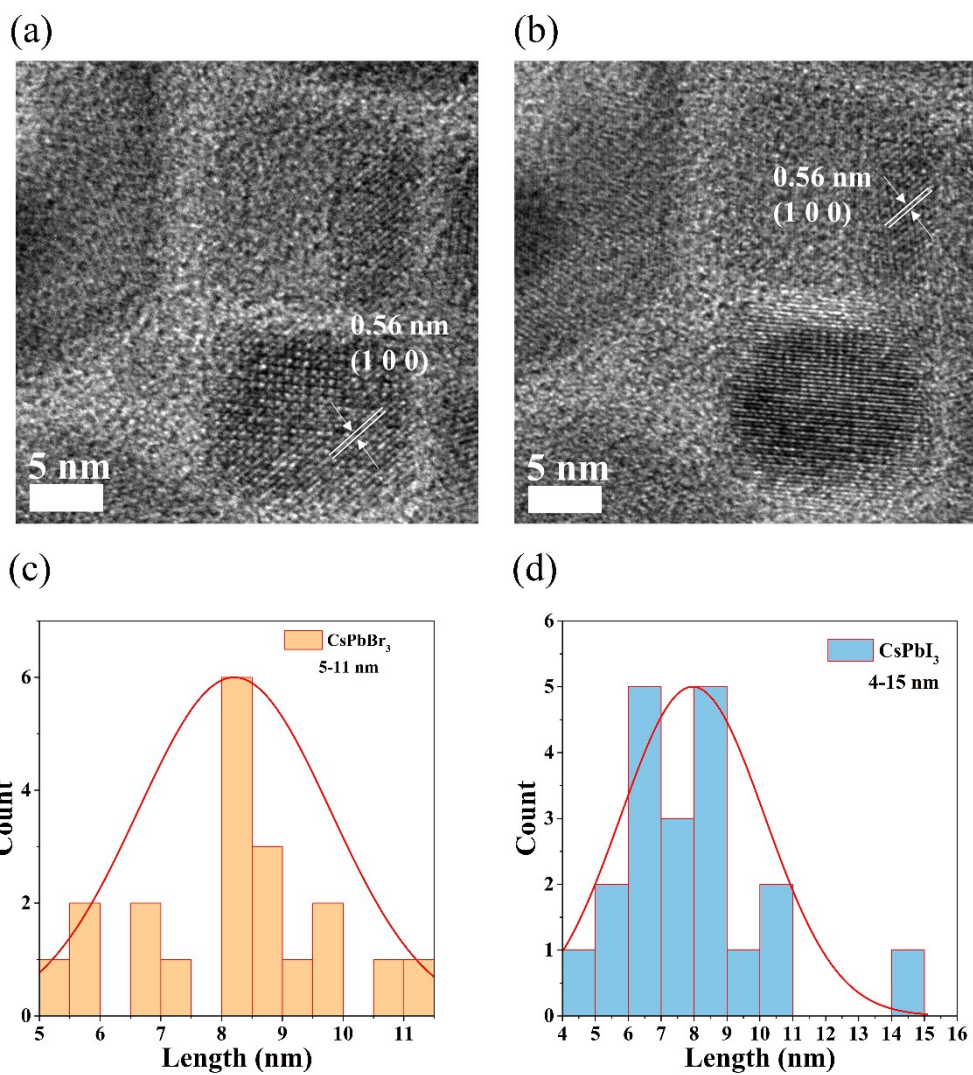 (a)
0.56 nm
(1 0 0)
5 nm
(b)
0.56 nm
(1 0 0)
5 nm
(c)
CsPbBr₃
5-11 nm
6
4
2
0
Count
5 6 7 8 9 10 11
Length (nm)
(d)
CsPbI₃
4-15 nm
6
5
4
3
2
1
0
Count
4 5 6 7 8 9 10 11 12 13 14 15 16
Length (nm)